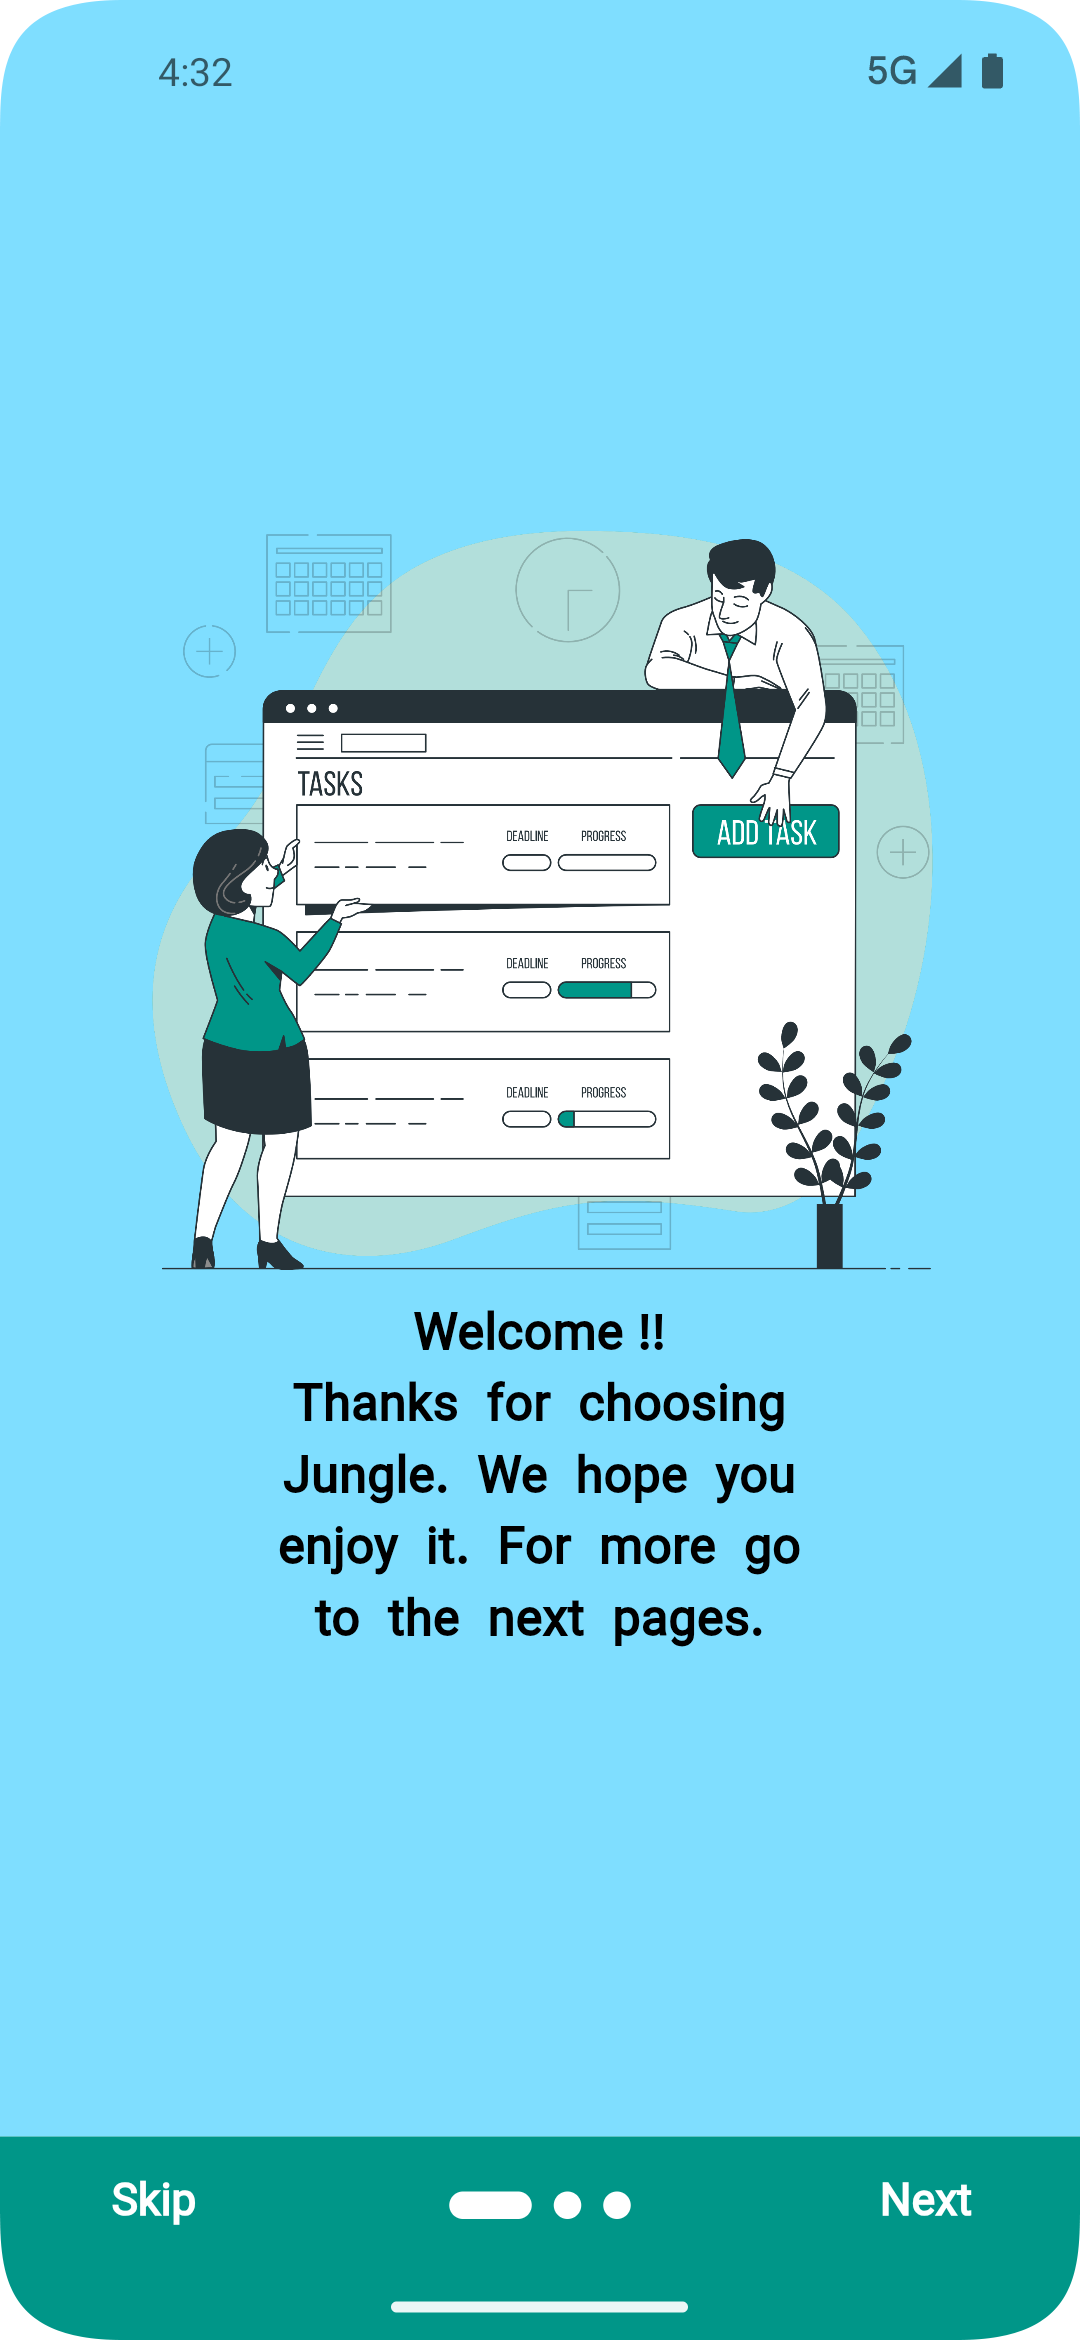 4:32 5G
TASKS
DEADLINE PROGRESS
ADD TASK
DEADLINE PROGRESS
DEADLINE PROGRESS
Welcome !!
Thanks for choosing
Jungle. We hope you
enjoy it. For more go
to the next pages.
Skip Next